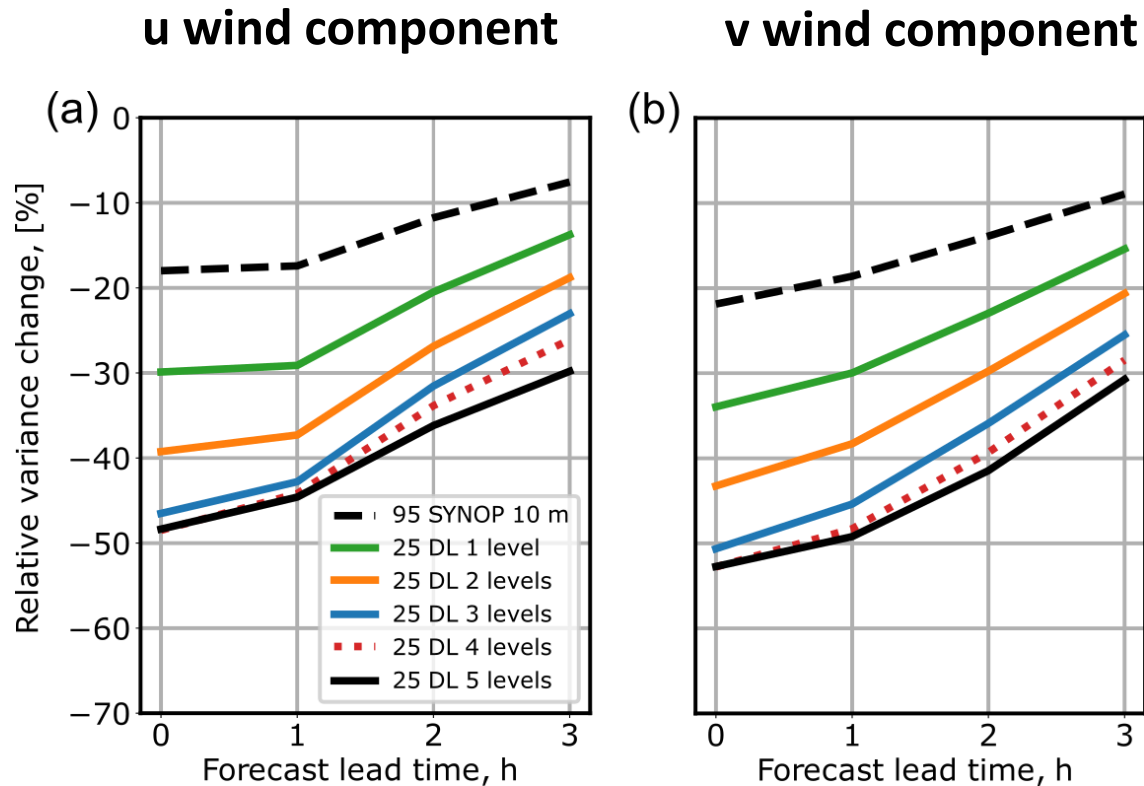 u wind component
v wind component
(a)
(b)
0
−10
−20
−30
−40
−50
−60
−70
Relative variance change, [%]
95 SYNOP 10 m
25 DL 1 level
25 DL 2 levels
25 DL 3 levels
25 DL 4 levels
25 DL 5 levels
0 1 2 3
Forecast lead time, h
0 1 2 3
Forecast lead time, h